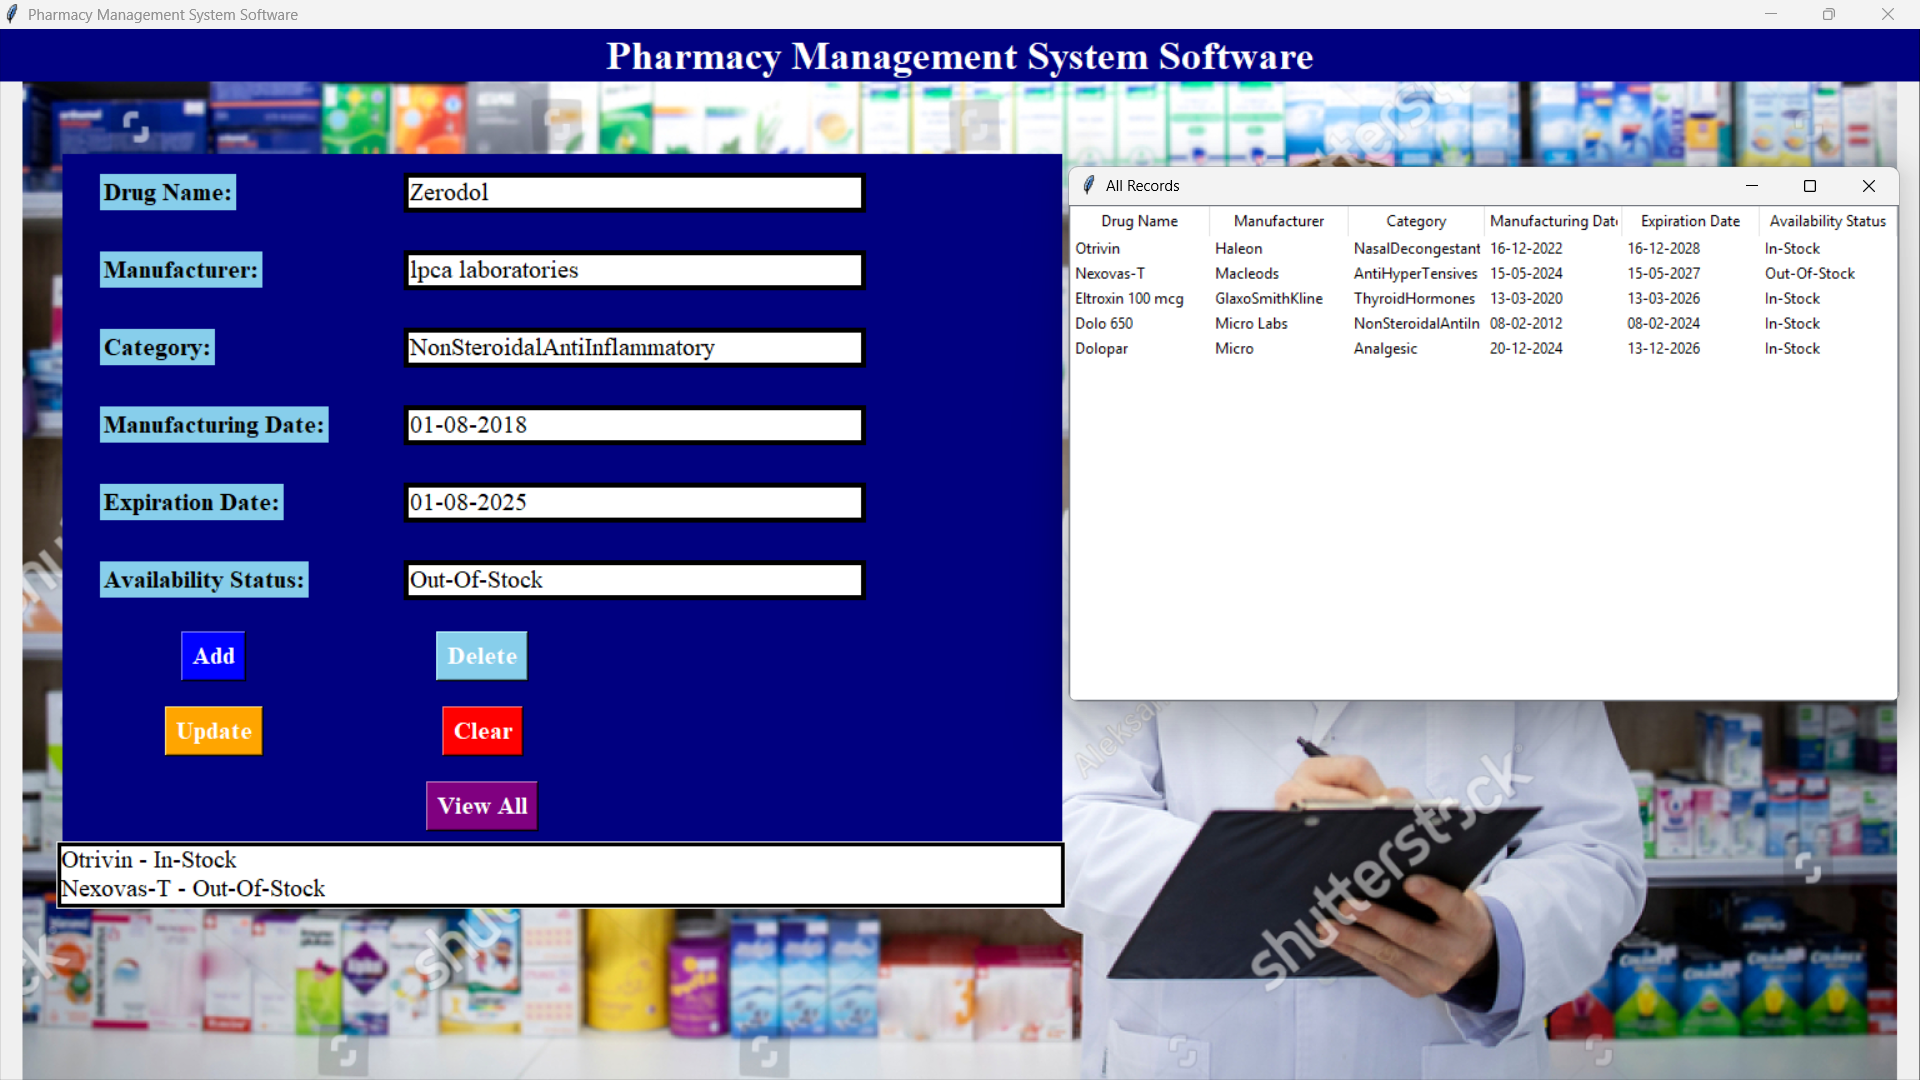 Pharmacy Management System Software
Pharmacy Management System Software
Drug Name: Zerodol
Manufacturer: lpca laboratories
Category: NonSteroidalAntiInflammatory
Manufacturing Date: 01-08-2018
Expiration Date: 01-08-2025
Availability Status: Out-Of-Stock
Add Delete
Update Clear
View All
Otrivin - In-Stock
Nexovas-T - Out-Of-Stock
All Records
Drug Name Manufacturer Category Manufacturing Date Expiration Date Availability Status
Otrivin Haleon NasalDecongestant 16-12-2022 16-12-2028 In-Stock
Nexovas-T Macleods AntiHyperTensives 15-05-2024 15-05-2027 Out-Of-Stock
Eltroxin 100 mcg GlaxoSmithKline ThyroidHormones 13-03-2020 13-03-2026 In-Stock
Dolo 650 Micro Labs NonSteroidalAntiIn 08-02-2012 08-02-2024 In-Stock
Dolopar Micro Analgesic 20-12-2024 13-12-2026 In-Stock
shutterstock